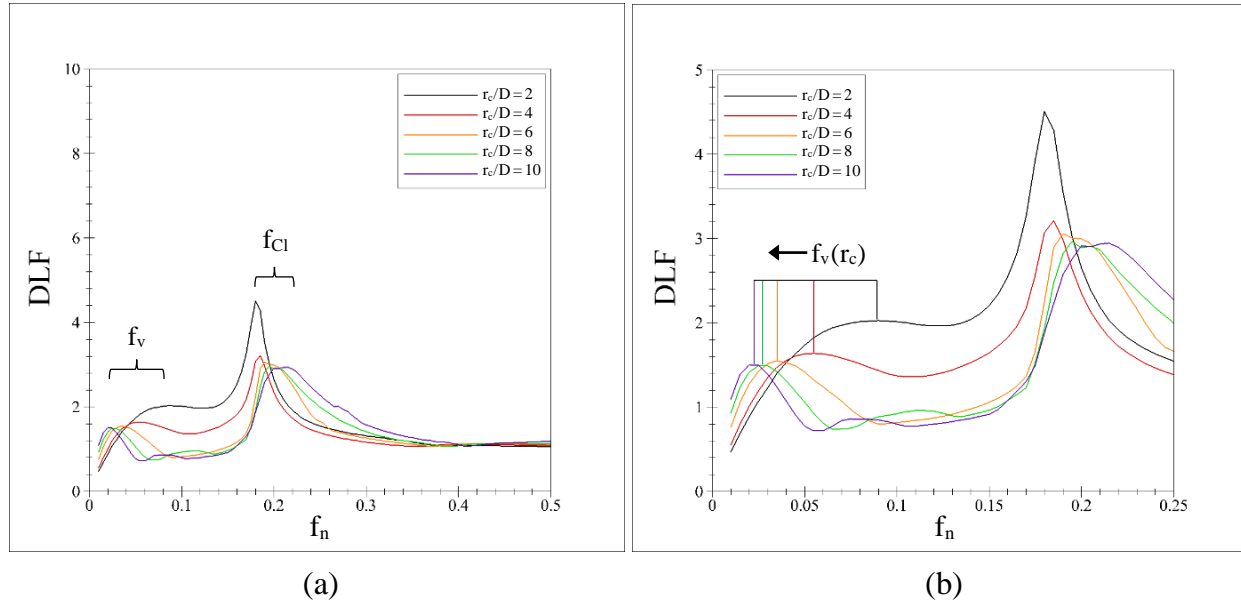 10
8
6
4
2
0
DLF
0
0.1
0.2
0.3
0.4
0.5
fₙ
r_c/D = 2
r_c/D = 4
r_c/D = 6
r_c/D = 8
r_c/D = 10
f_Cl
f_v
(a)
5
4
3
2
1
0
DLF
0
0.05
0.1
0.15
0.2
0.25
fₙ
r_c/D = 2
r_c/D = 4
r_c/D = 6
r_c/D = 8
r_c/D = 10
f_v(r_c)
(b)